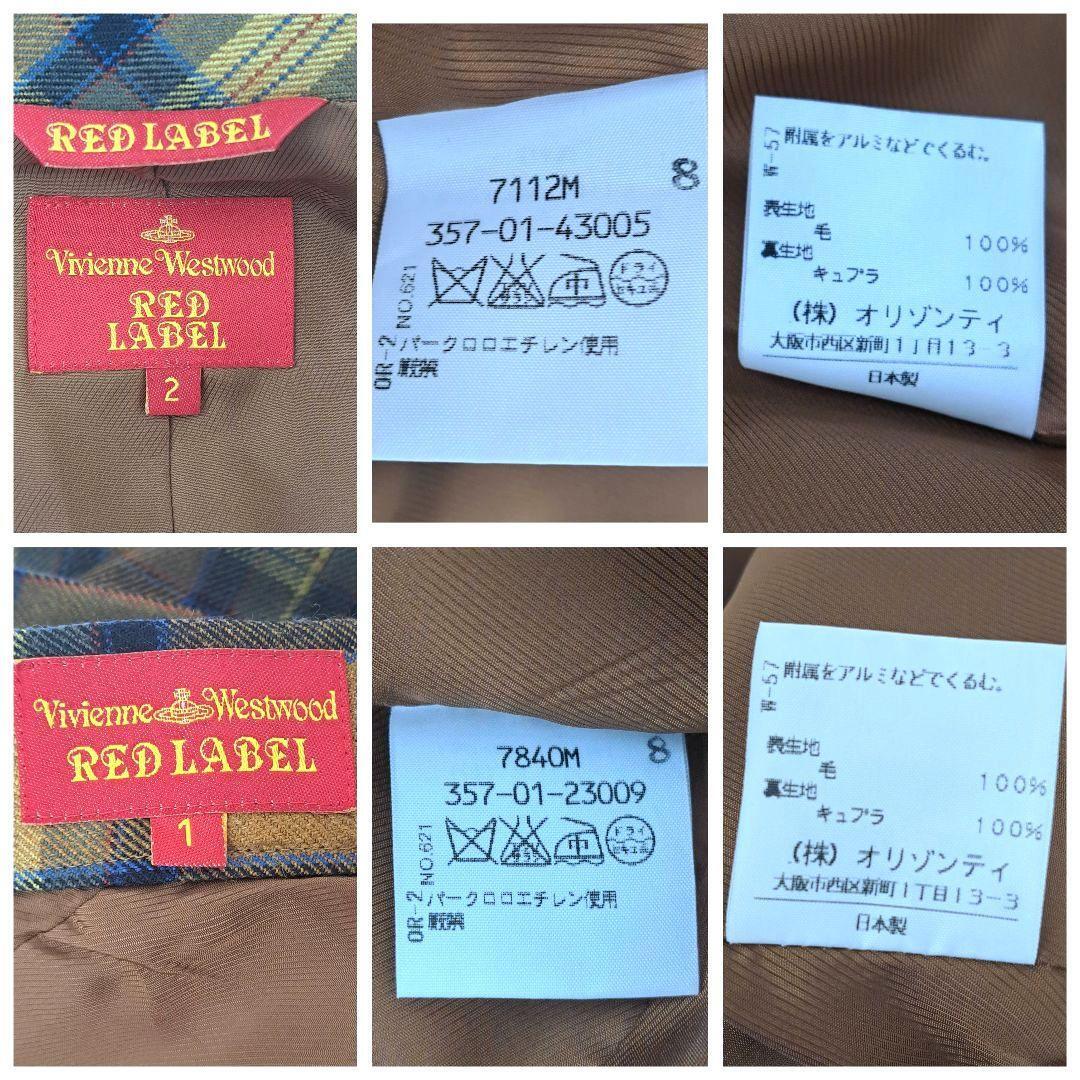 RED LABEL
Vivienne Westwood
RED
LABEL
2
8
7112M
357-01-43005
ドライ
セキユ系
NO.621
OR-2
パークロロエチレン使用
厳禁
W-57
附属をアルミなどでくるむ。
表生地
毛 100%
裏生地
キュプラ 100%
(株) オリゾンティ
大阪市西区新町1丁目13-3
日本製
Vivienne Westwood
RED LABEL
1
8
7840M
357-01-23009
ドライ
セキユ系
NO.621
OR-2
パークロロエチレン使用
厳禁
W-57
附属をアルミなどでくるむ。
表生地
毛 100%
裏生地
キュプラ 100%
(株) オリゾンティ
大阪市西区新町1丁目13-3
日本製